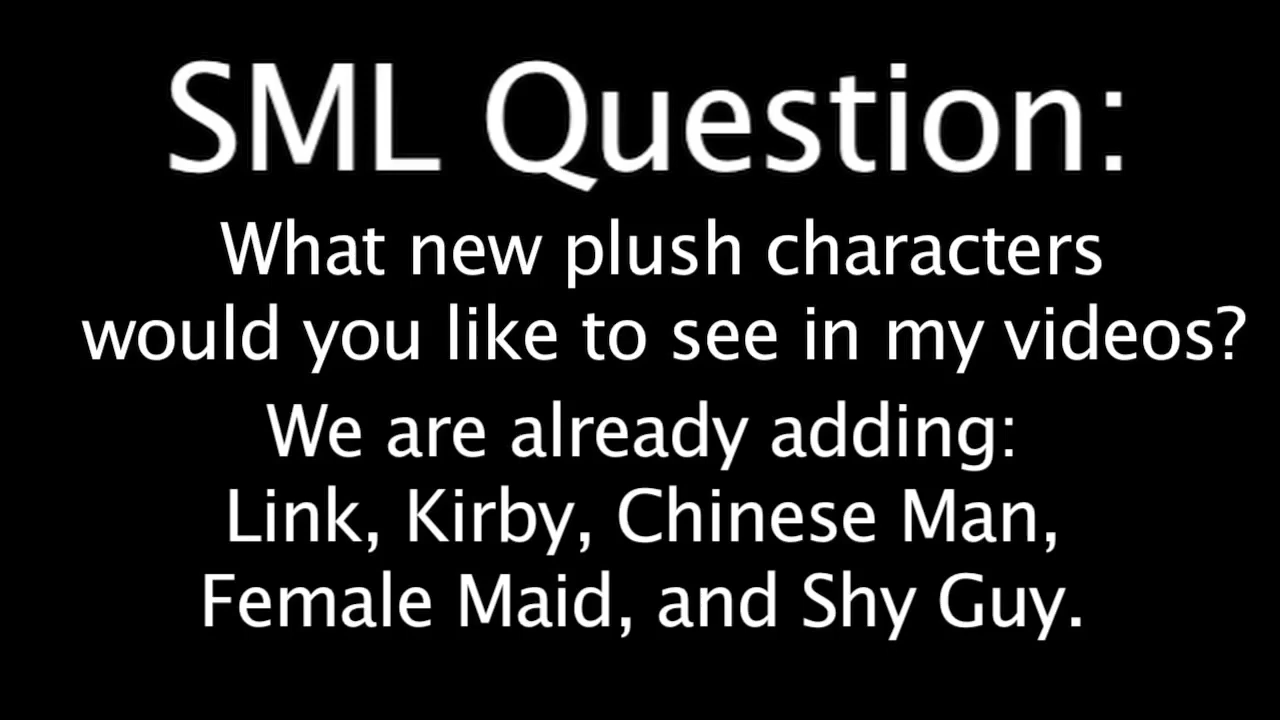 SML Question:
What new plush characters
would you like to see in my videos?
We are already adding:
Link, Kirby, Chinese Man,
Female Maid, and Shy Guy.